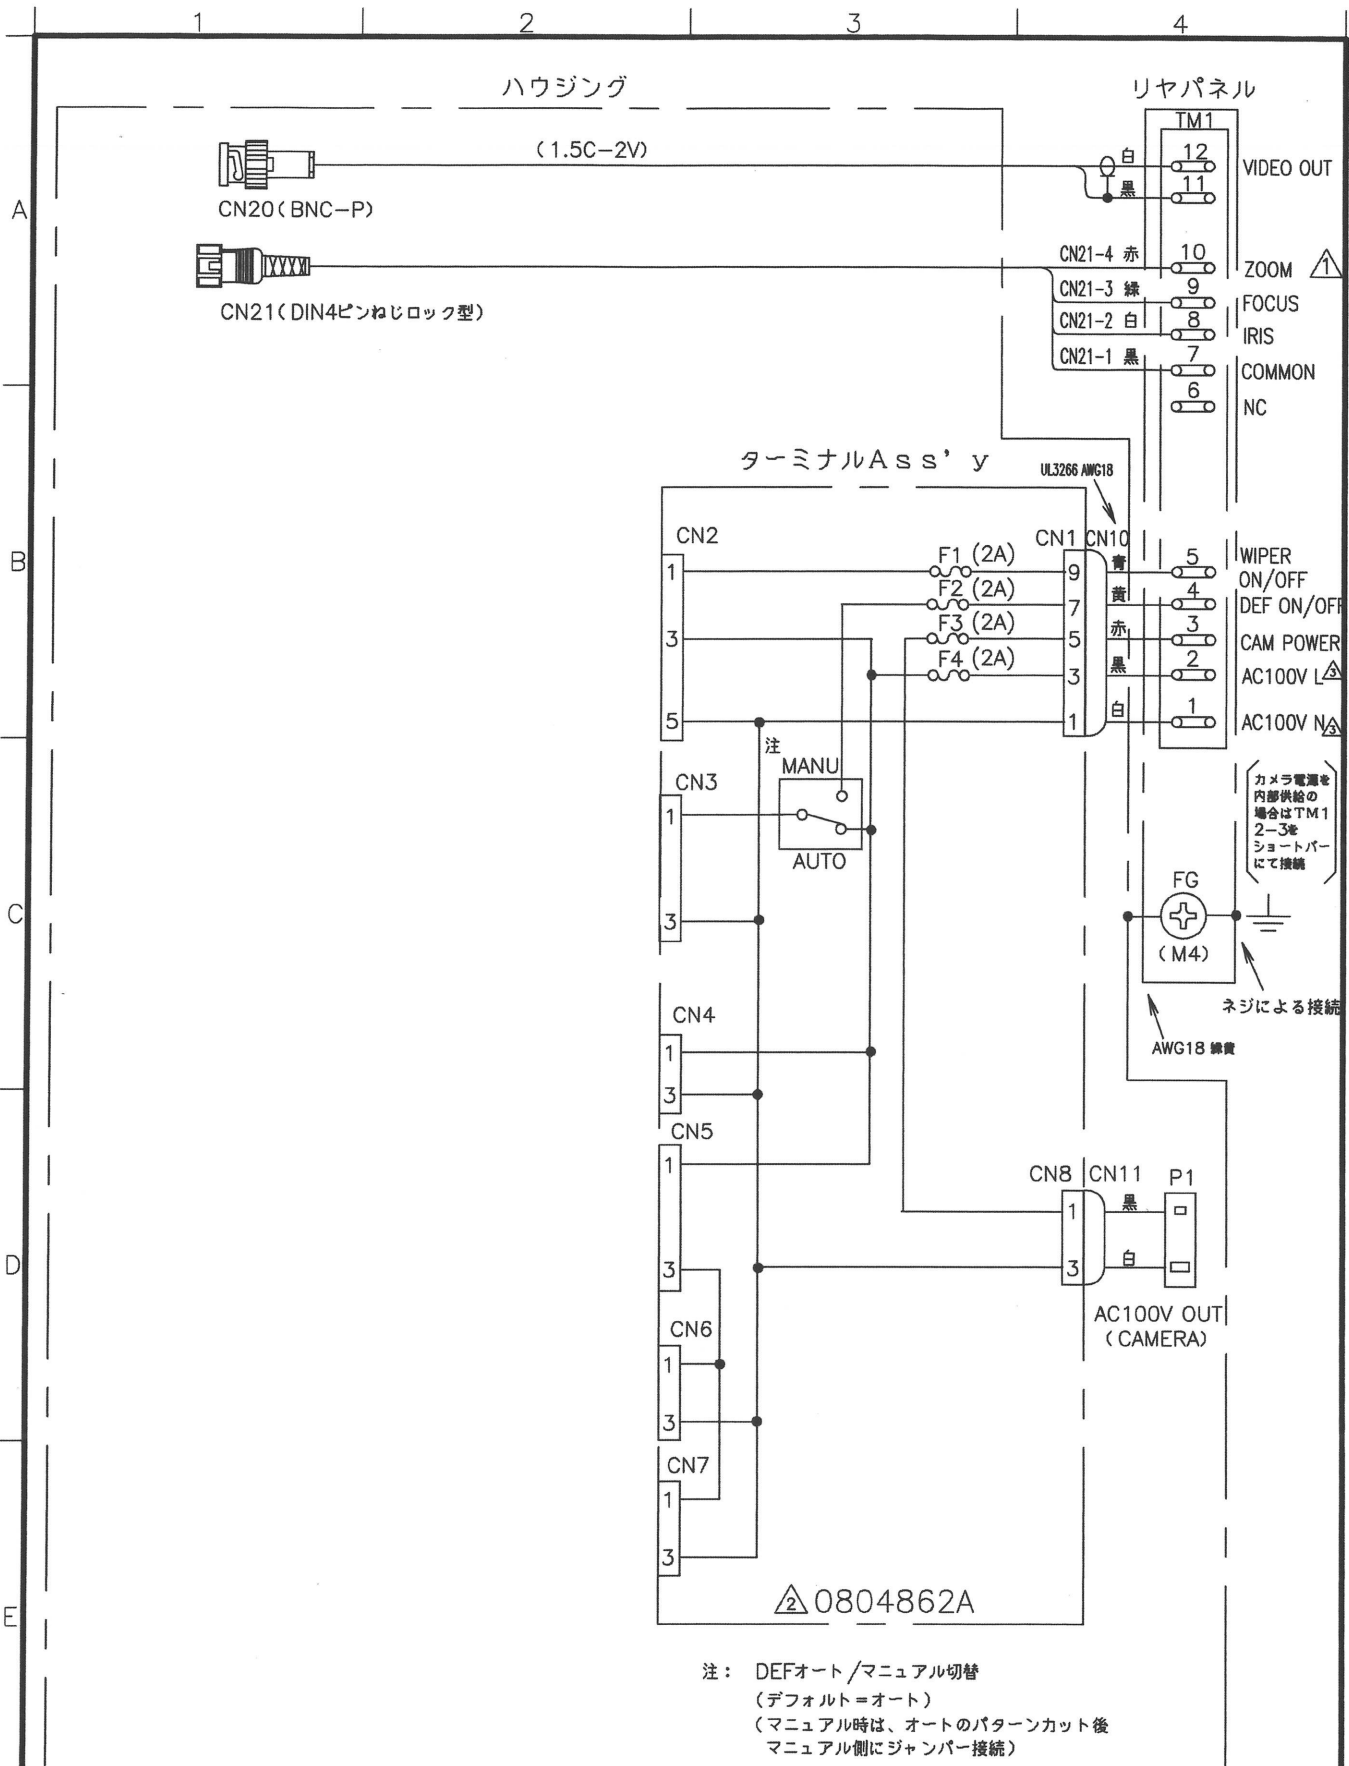 1 2 3 4
ハウジング
リヤパネル
TM1
(1.5C-2V)
白
12
VIDEO OUT
黒
11
A
CN20(BNC-P)
CN21-4 赤
10
ZOOM
1
CN21-3 緑
9
FOCUS
CN21(DIN4ピンねじロック型)
CN21-2 白
8
IRIS
CN21-1 黒
7
COMMON
6
NC
ターミナルAss'y
UL3266 AWG18
CN2
CN1
CN10
B
1
F1 (2A)
9
青
5
WIPER
ON/OFF
F2 (2A)
7
黄
4
DEF ON/OFF
3
F3 (2A)
5
赤
3
CAM POWER
F4 (2A)
3
黒
2
AC100V L
3
5
1
白
1
AC100V N
3
注
MANU
CN3
1
AUTO
3
カメラ電源を
内部供給の
場合はTM1
2-3を
ショートバー
にて接続
C
FG
(M4)
ネジによる接続
AWG18 緑黄
CN4
1
3
CN5
1
3
CN8
CN11
P1
1
黒
3
白
D
AC100V OUT
(CAMERA)
CN6
1
3
CN7
1
3
E
2
0804862A
注: DEFオート/マニュアル切替
(デフォルト=オート)
(マニュアル時は、オートのパターンカット後
マニュアル側にジャンパー接続)